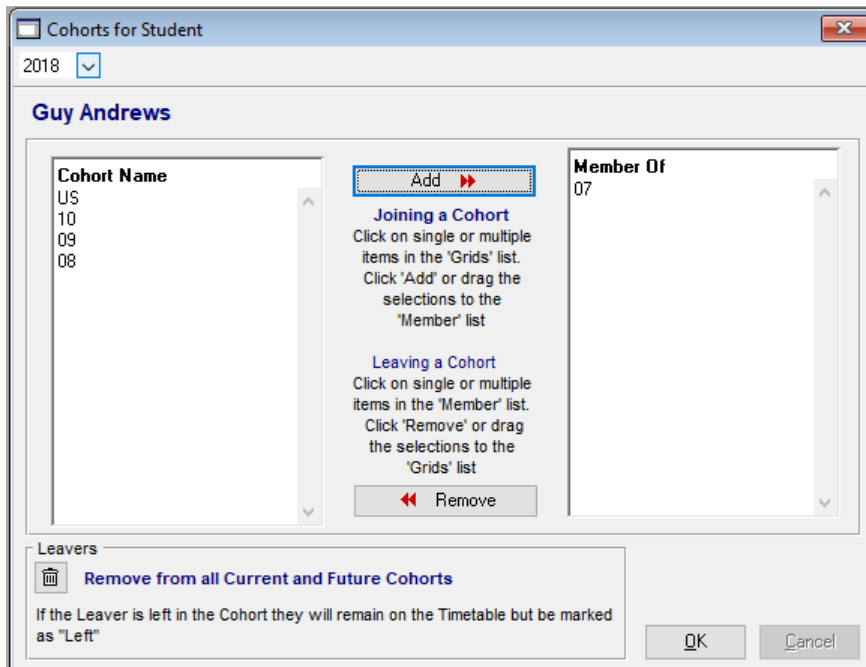 Cohorts for Student
2018
Guy Andrews
Cohort Name
US
10
09
08
Add
Joining a Cohort
Click on single or multiple
items in the 'Grids' list.
Click 'Add' or drag the
selections to the
'Member' list
Leaving a Cohort
Click on single or multiple
items in the 'Member' list.
Click 'Remove' or drag
the selections to the
'Grids' list
Remove
Member Of
07
Leavers
Remove from all Current and Future Cohorts
If the Leaver is left in the Cohort they will remain on the Timetable but be marked
as "Left"
OK
Cancel